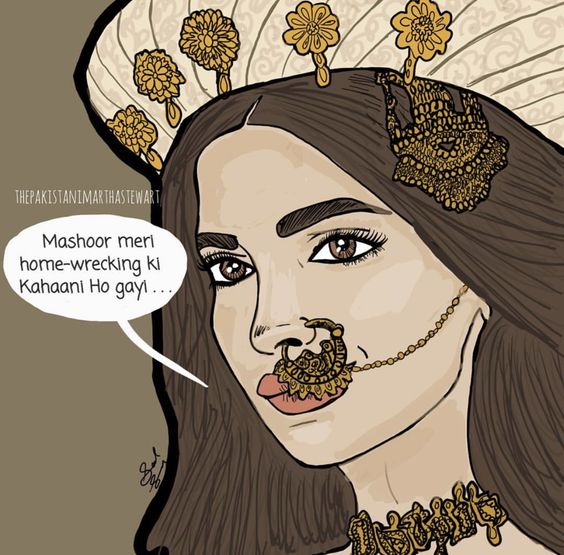 THEPAKISTANIMARTHASTEWART
Mashoor meri
home-wrecking ki
Kahaani Ho gayi . . .